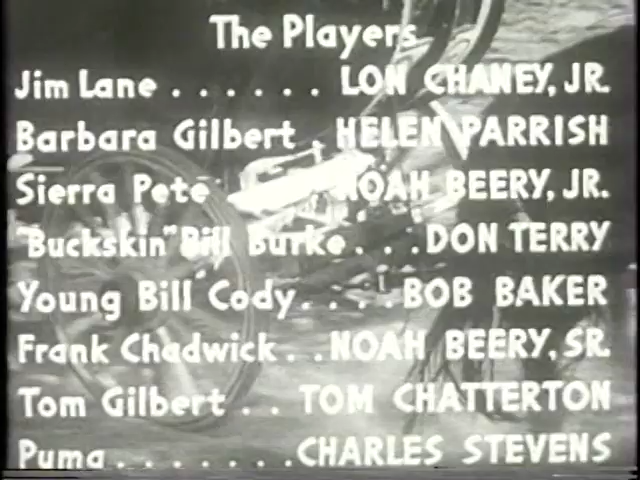 The Players
Jim Lane . . . . . . LON CHANEY, JR.
Barbara Gilbert . HELEN PARRISH
Sierra Pete NOAH BEERY, JR.
"Buckskin" Bill Burke . . . DON TERRY
Young Bill Cody . . . . BOB BAKER
Frank Chadwick . . NOAH BEERY, SR.
Tom Gilbert . . TOM CHATTERTON
Puma . . . . . . . CHARLES STEVENS